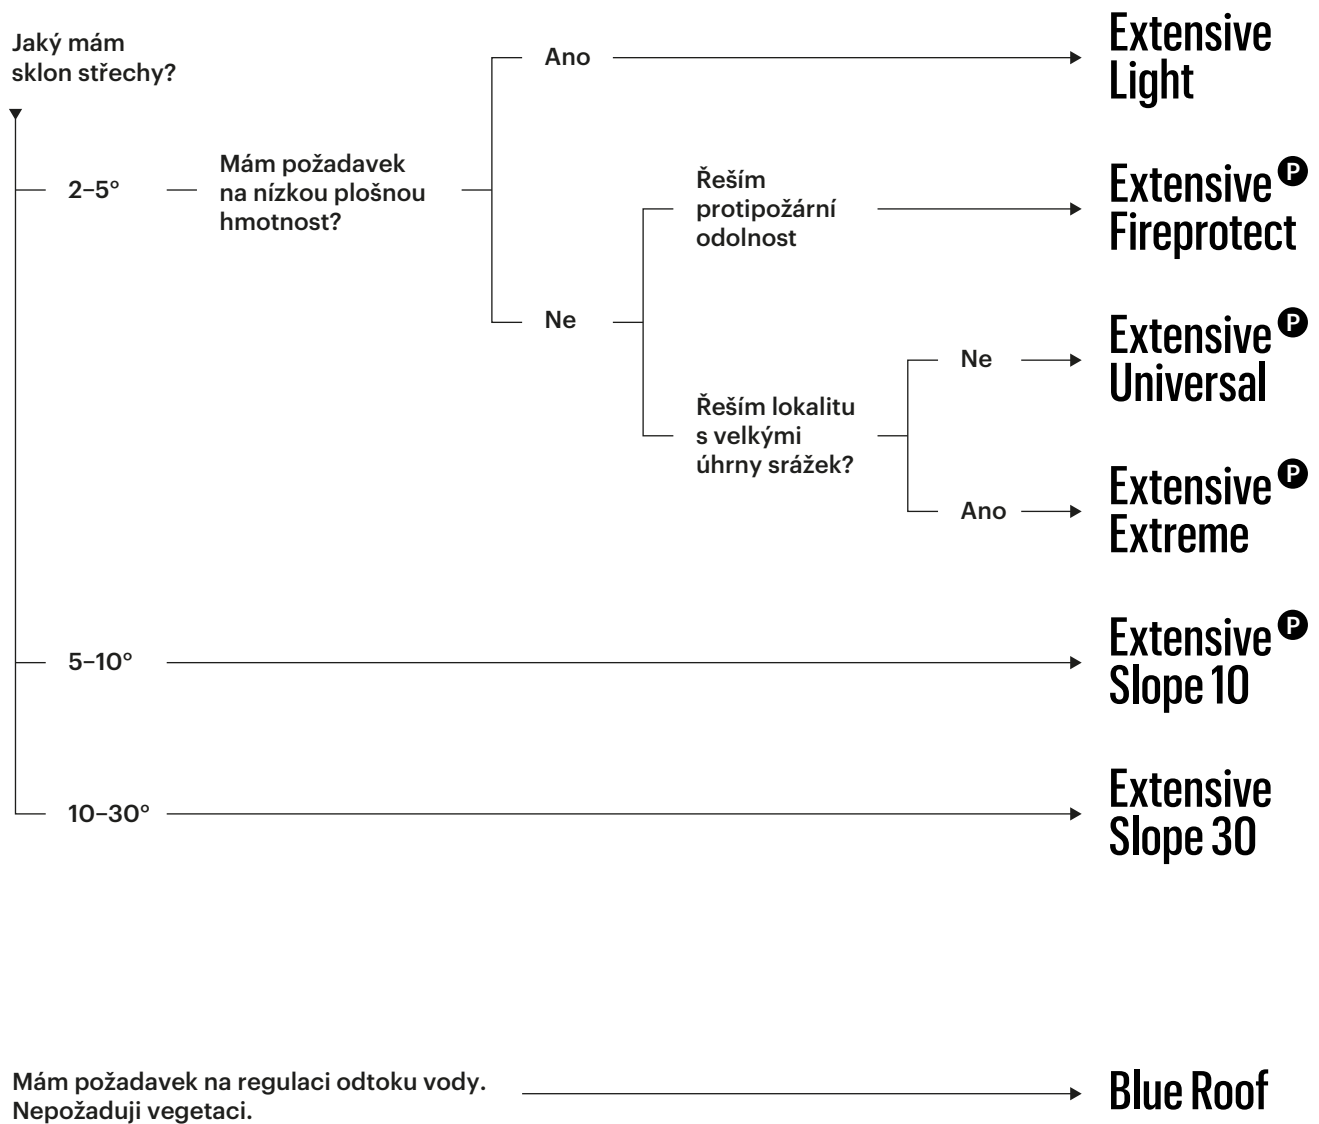 Jaký mám
sklon střechy?
2–5°
Mám požadavek
na nízkou plošnou
hmotnost?
Ano
Extensive
Light
Ne
Řeším
protipožární
odolnost
Extensive P
Fireprotect
Řeším lokalitu
s velkými
úhrny srážek?
Ne
Extensive P
Universal
Ano
Extensive P
Extreme
5–10°
Extensive P
Slope 10
10–30°
Extensive
Slope 30
Mám požadavek na regulaci odtoku vody.
Nepožaduji vegetaci.
Blue Roof